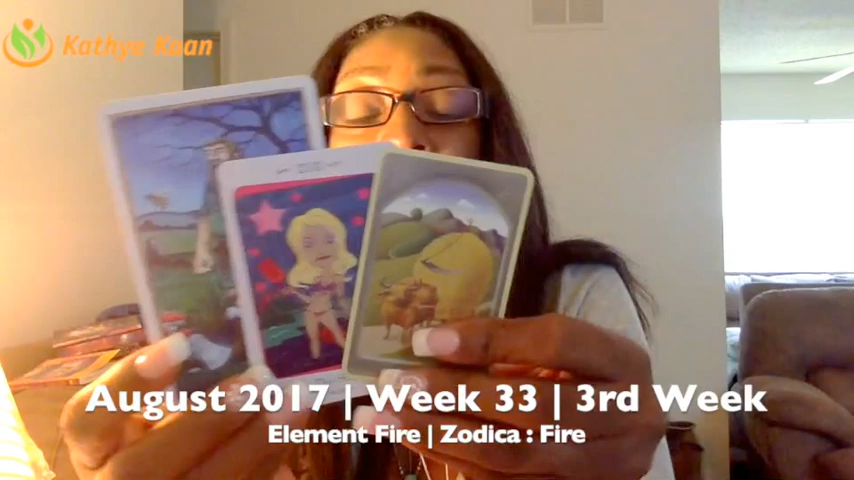 Kathye Kaan
August 2017 | Week 33 | 3rd Week
Element Fire | Zodica : Fire